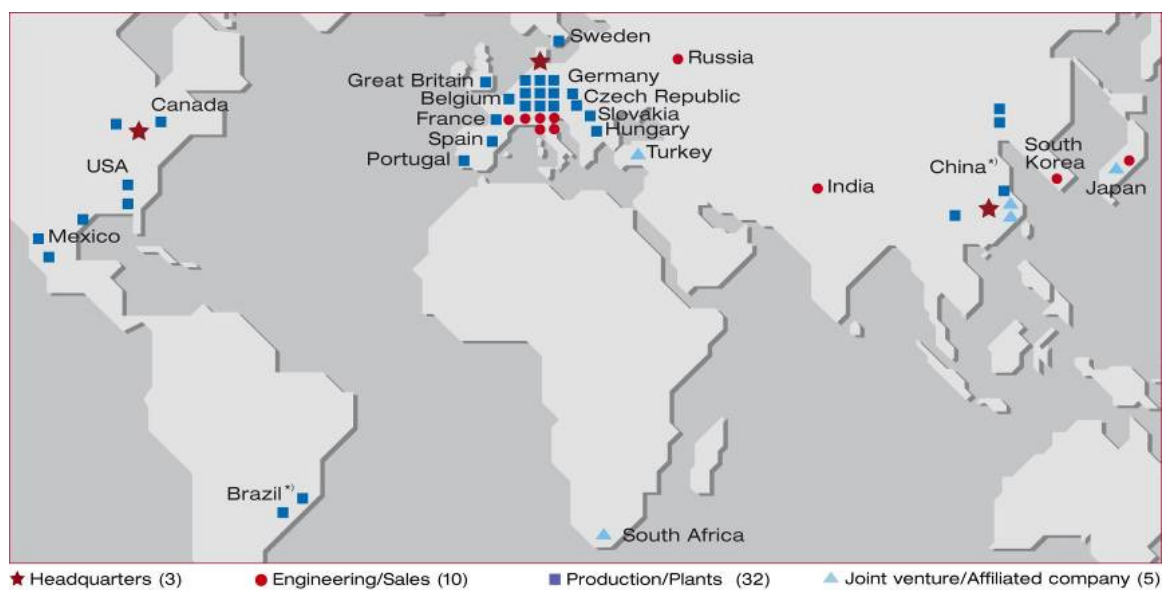 Sweden
Russia
Great Britain
Germany
Canada
Belgium
Czech Republic
France
Slovakia
Spain
Hungary
South
Korea
USA
Portugal
Turkey
China*)
India
Japan
Mexico
Brazil*)
South Africa
Headquarters (3)
Engineering/Sales (10)
Production/Plants (32)
Joint venture/Affiliated company (5)